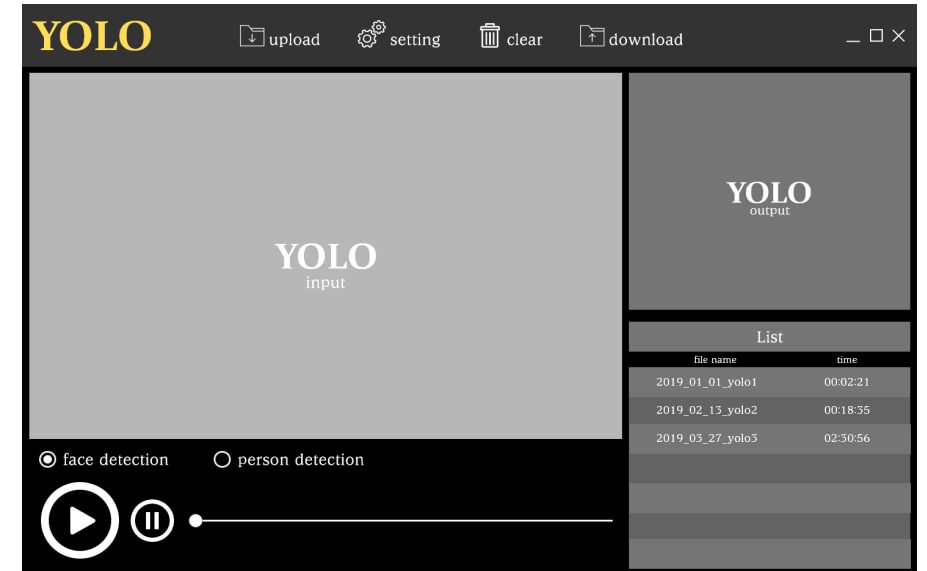 YOLO
upload
setting
clear
download
YOLO
input
YOLO
output
List
file name time
2019_01_01_yolo1 00:02:21
2019_02_13_yolo2 00:18:35
2019_03_27_yolo3 02:30:56
face detection
person detection